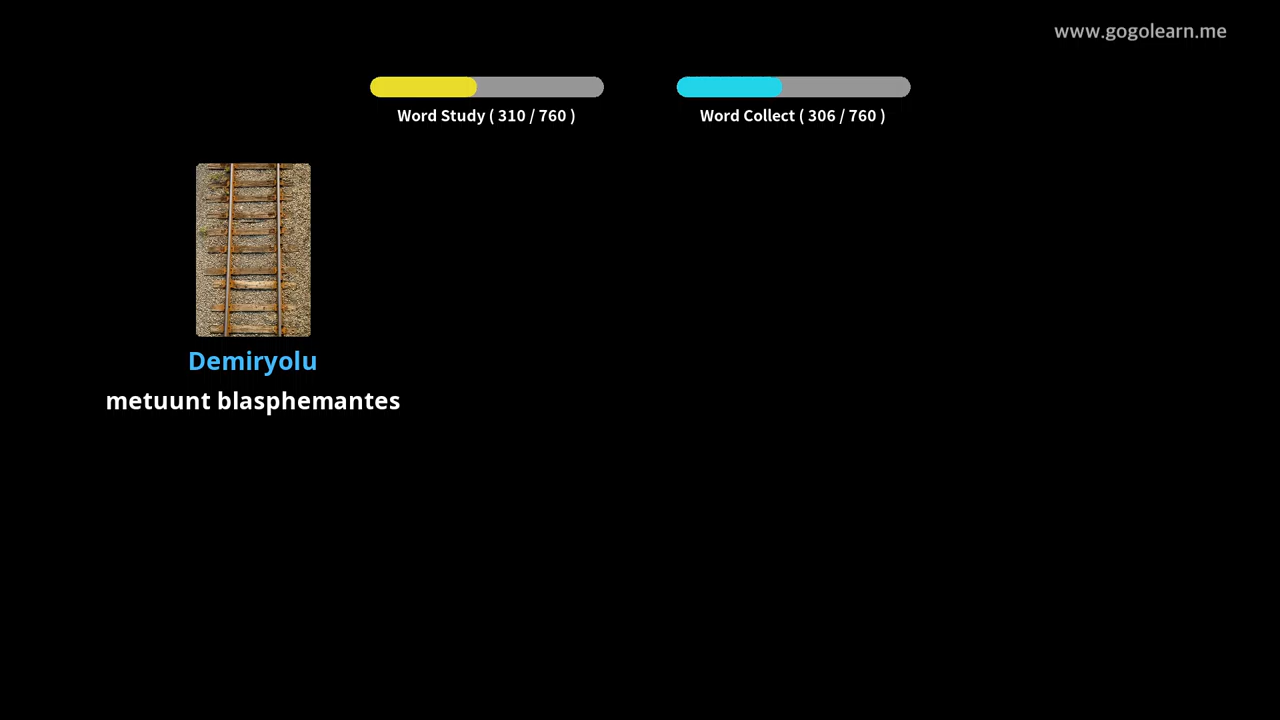 www.gogolearn.me
Word Study ( 310 / 760 )
Word Collect ( 306 / 760 )
Demiryolu
metuunt blasphemantes